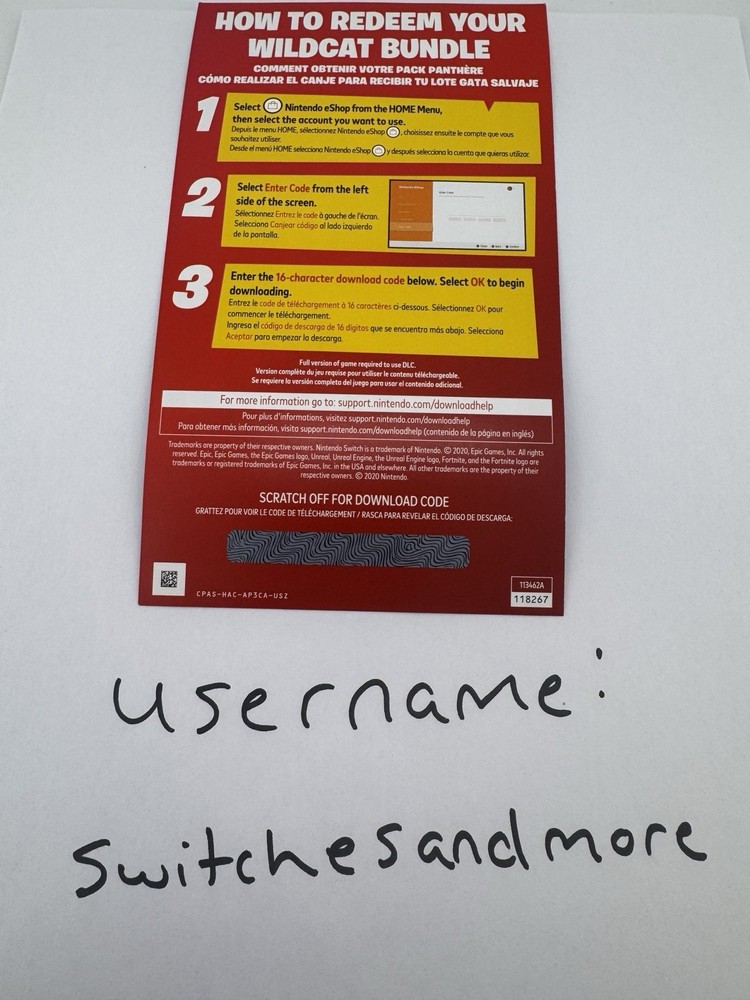 HOW TO REDEEM YOUR
WILDCAT BUNDLE
COMMENT OBTENIR VOTRE PACK PANTHÈRE
CÓMO REALIZAR EL CANJE PARA RECIBIR TU LOTE GATA SALVAJE
1
Select Nintendo eShop from the HOME Menu,
then select the account you want to use.
Depuis le menu HOME, sélectionnez Nintendo eShop , choisissez ensuite le compte que vous
souhaitez utiliser.
Desde el menú HOME selecciona Nintendo eShop y después selecciona la cuenta que quieras utilizar.
2
Select Enter Code from the left
side of the screen.
Sélectionnez Entrez le code à gauche de l'écran.
Selecciona Canjear código al lado izquierdo
de la pantalla.
3
Enter the 16-character download code below. Select OK to begin
downloading.
Entrez le code de téléchargement à 16 caractères ci-dessous. Sélectionnez OK pour
commencer le téléchargement.
Ingresa el código de descarga de 16 dígitos que se encuentra más abajo. Selecciona
Aceptar para empezar la descarga.
Full version of game required to use DLC.
Version complète du jeu requise pour utiliser le contenu téléchargeable.
Se requiere la versión completa del juego para usar el contenido adicional.
For more information go to: support.nintendo.com/downloadhelp
Pour plus d'informations, visitez support.nintendo.com/downloadhelp
Para obtener más información, visita support.nintendo.com/downloadhelp (contenido de la página en inglés)
Trademarks are property of their respective owners. Nintendo Switch is a trademark of Nintendo. © 2020, Epic Games, Inc. All rights
reserved. Epic, Epic Games, the Epic Games logo, Unreal, Unreal Engine, the Unreal Engine logo, Fortnite, and the Fortnite logo are
trademarks or registered trademarks of Epic Games, Inc. in the USA and elsewhere. All other trademarks are the property of their
respective owners. © 2020 Nintendo.
SCRATCH OFF FOR DOWNLOAD CODE
GRATTEZ POUR VOIR LE CODE DE TÉLÉCHARGEMENT / RASCA PARA REVELAR EL CÓDIGO DE DESCARGA:
CPAS-HAC-AP3CA-USZ
113462A
118267
username:
switchesandmore